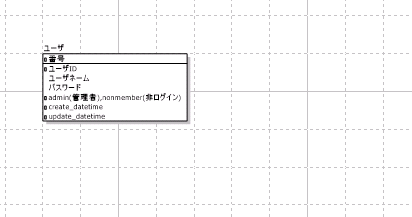 ユーザ
番号
ユーザID
ユーザネーム
パスワード
admin(管理者),nonmember(非ログイン)
create_datetime
update_datetime